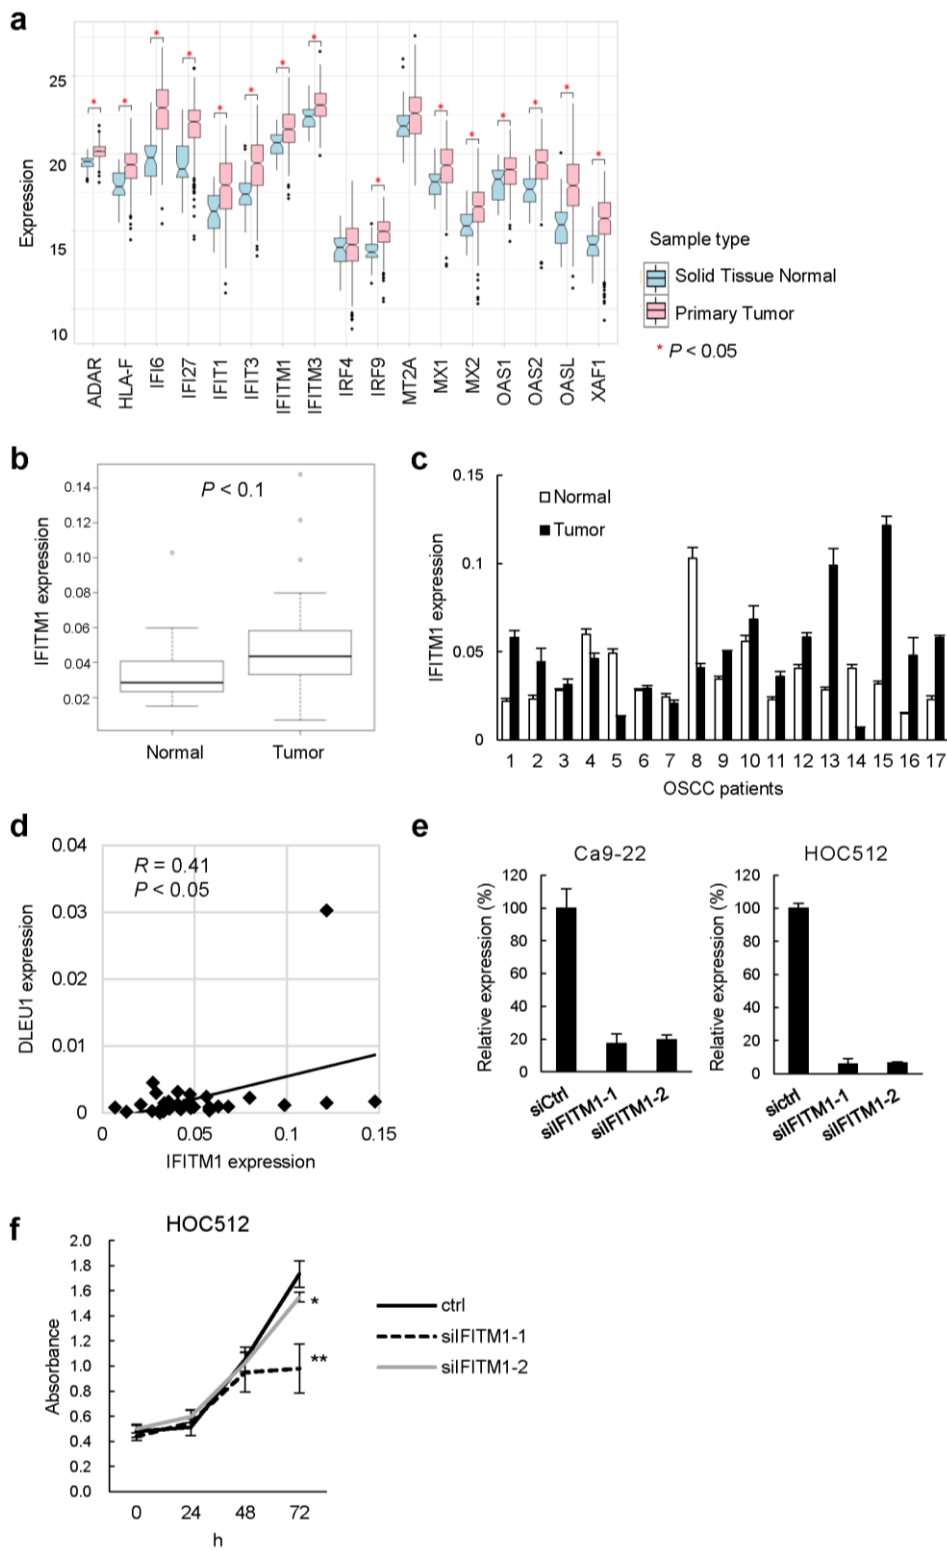 a
25
20
15
10
Expression
ADAR
HLA-F
IFI6
IFI27
IFIT1
IFIT3
IFITM1
IFITM3
IRF4
IRF9
MT2A
MX1
MX2
OAS1
OAS2
OASL
XAF1
* * * * * * * * * * * * * * *
Sample type
Solid Tissue Normal
Primary Tumor
* P < 0.05
b
P < 0.1
0.14
0.12
0.10
0.08
0.06
0.04
0.02
IFITM1 expression
Normal Tumor
c
0.15
0.1
0.05
0
IFITM1 expression
Normal
Tumor
1 2 3 4 5 6 7 8 9 10 11 12 13 14 15 16 17
OSCC patients
d
R = 0.41
P < 0.05
0.04
0.03
0.02
0.01
0
DLEU1 expression
0 0.05 0.1 0.15
IFITM1 expression
e
Ca9-22
120
100
80
60
40
20
0
Relative expression (%)
siCtrl
siIFITM1-1
siIFITM1-2
HOC512
120
100
80
60
40
20
0
Relative expression (%)
sictrl
siIFITM1-1
siIFITM1-2
f
HOC512
2.0
1.8
1.6
1.4
1.2
1.0
0.8
0.6
0.4
0.2
0.0
Absorbance
*
**
0 24 48 72
h
ctrl
siIFITM1-1
siIFITM1-2